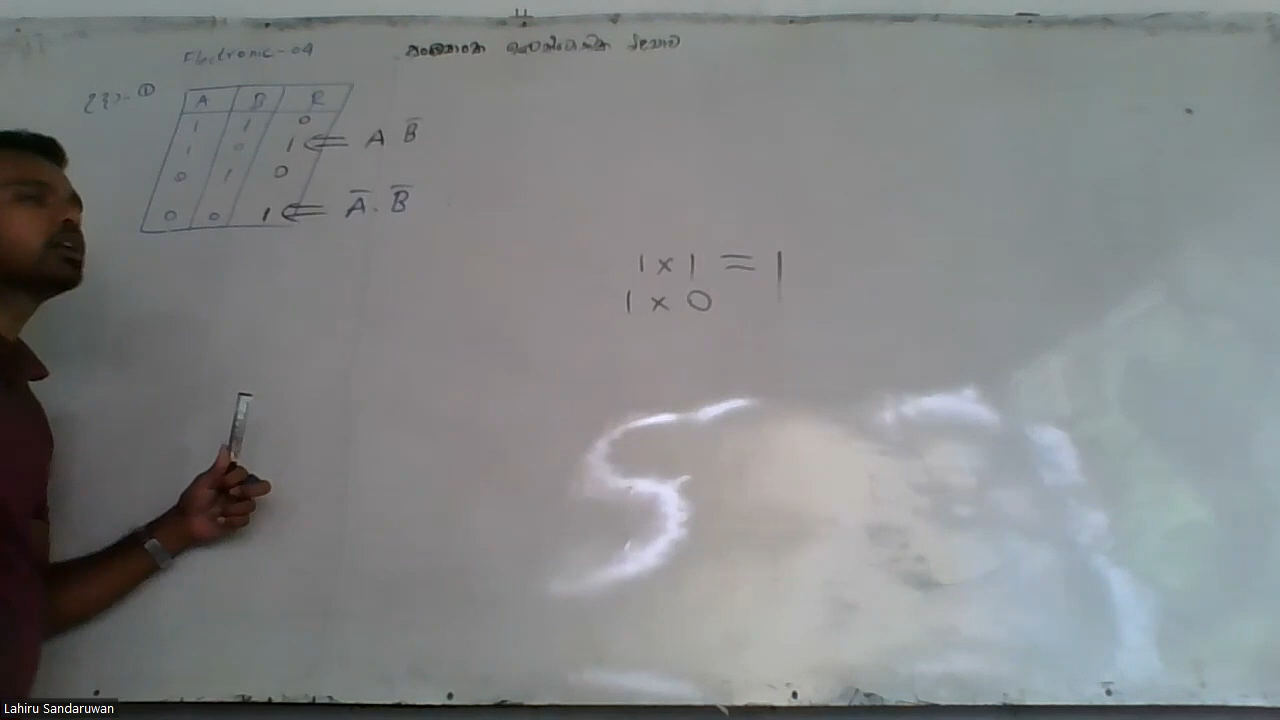 Electronic - 04
①
A B R
1 1 0
1 0 1 ⇐ A B̅
0 1 0
0 0 1 ⇐ A̅ . B̅
1 × 1 = 1
1 × 0
Lahiru Sandaruwan